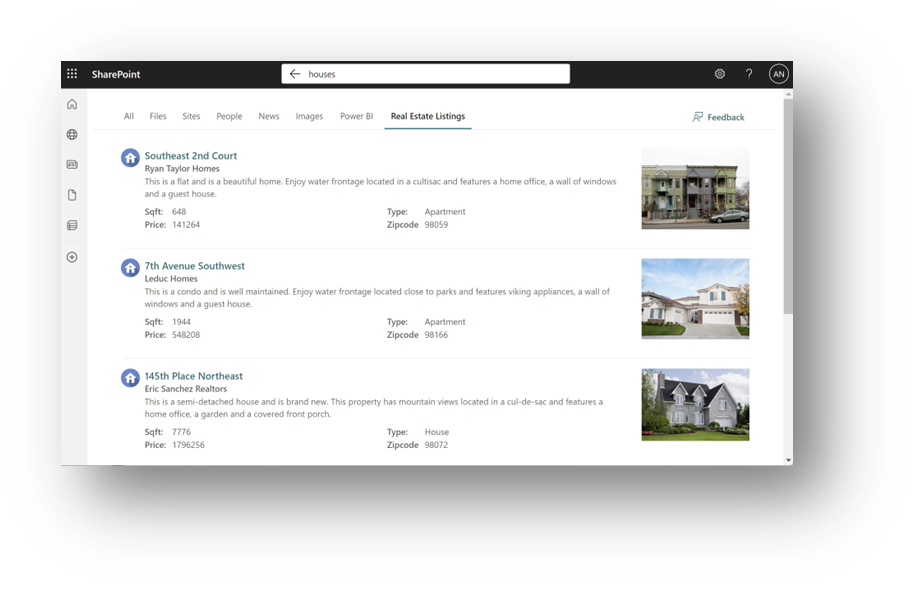 SharePoint
houses
?
AN
All Files Sites People News Images Power BI Real Estate Listings
Feedback
Southeast 2nd Court
Ryan Taylor Homes
This is a flat and is a beautiful home. Enjoy water frontage located in a cultisac and features a home office, a wall of windows
and a guest house.
Sqft: 648 Type: Apartment
Price: 141264 Zipcode 98059
7th Avenue Southwest
Leduc Homes
This is a condo and is well maintained. Enjoy water frontage located close to parks and features viking appliances, a wall of
windows and a guest house.
Sqft: 1944 Type: Apartment
Price: 548208 Zipcode 98166
145th Place Northeast
Eric Sanchez Realtors
This is a semi-detached house and is brand new. This property has mountain views located in a cul-de-sac and features a
home office, a garden and a covered front porch.
Sqft: 7776 Type: House
Price: 1796256 Zipcode 98072